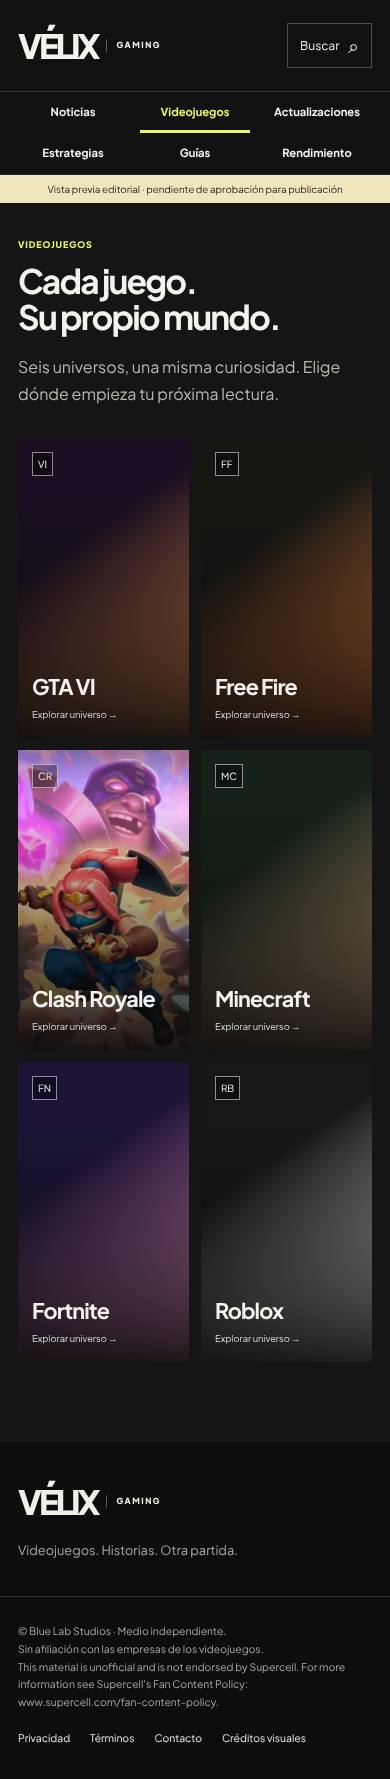 VÉLIX GAMING
Buscar
Noticias Videojuegos Actualizaciones
Estrategias Guías Rendimiento
Vista previa editorial · pendiente de aprobación para publicación
VIDEOJUEGOS
Cada juego.
Su propio mundo.
Seis universos, una misma curiosidad. Elige
dónde empieza tu próxima lectura.
VI
GTA VI
Explorar universo →
FF
Free Fire
Explorar universo →
CR
Clash Royale
Explorar universo →
MC
Minecraft
Explorar universo →
FN
Fortnite
Explorar universo →
RB
Roblox
Explorar universo →
VÉLIX GAMING
Videojuegos. Historias. Otra partida.
© Blue Lab Studios · Medio independiente.
Sin afiliación con las empresas de los videojuegos.
This material is unofficial and is not endorsed by Supercell. For more
information see Supercell's Fan Content Policy:
www.supercell.com/fan-content-policy.
Privacidad Términos Contacto Créditos visuales